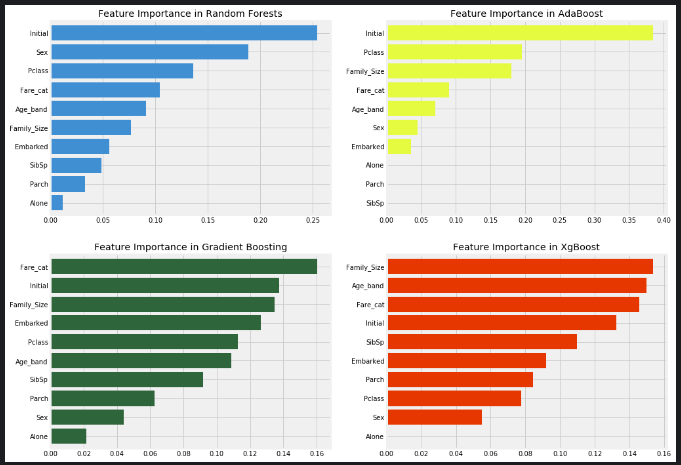 Feature Importance in Random Forests
Initial
Sex
Pclass
Fare_cat
Age_band
Family_Size
Embarked
SibSp
Parch
Alone
0.00 0.05 0.10 0.15 0.20 0.25
Feature Importance in AdaBoost
Initial
Pclass
Family_Size
Fare_cat
Age_band
Sex
Embarked
Alone
Parch
SibSp
0.00 0.05 0.10 0.15 0.20 0.25 0.30 0.35 0.40
Feature Importance in Gradient Boosting
Fare_cat
Initial
Family_Size
Embarked
Pclass
Age_band
SibSp
Parch
Sex
Alone
0.00 0.02 0.04 0.06 0.08 0.10 0.12 0.14 0.16
Feature Importance in XgBoost
Family_Size
Age_band
Fare_cat
Initial
SibSp
Embarked
Parch
Pclass
Sex
Alone
0.00 0.02 0.04 0.06 0.08 0.10 0.12 0.14 0.16